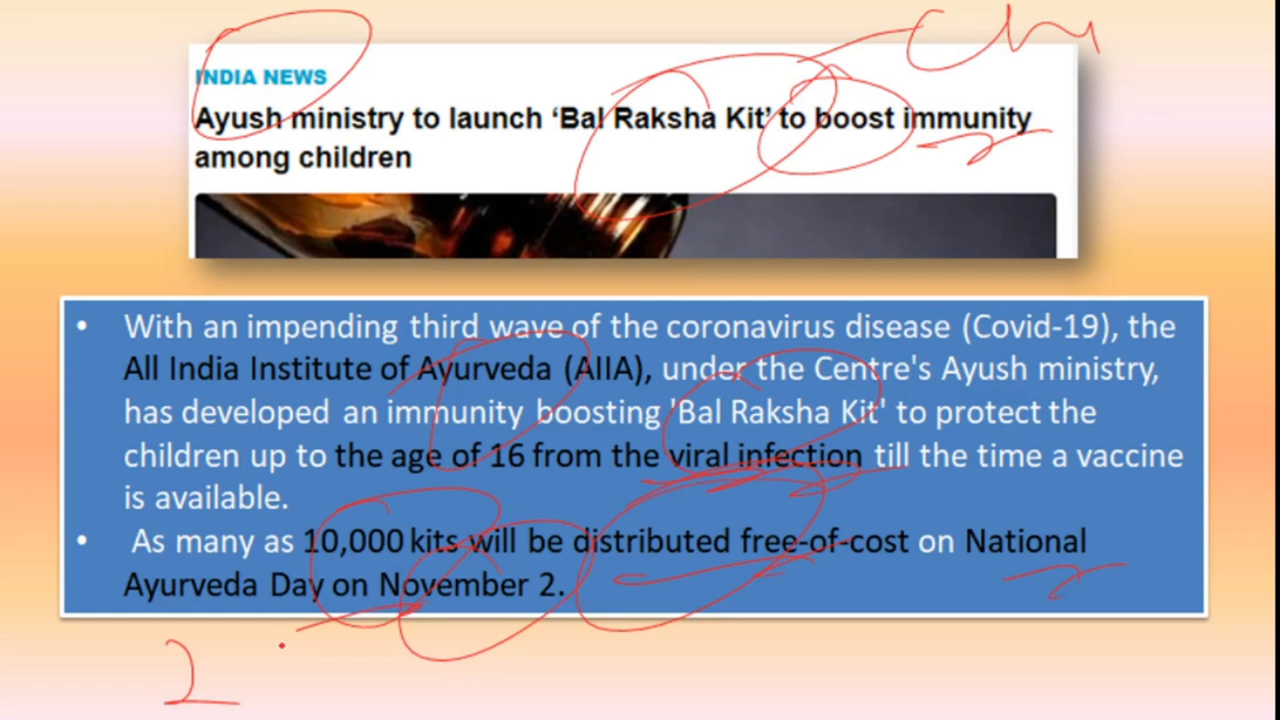 INDIA NEWS
Ayush ministry to launch ‘Bal Raksha Kit’ to boost immunity
among children
• With an impending third wave of the coronavirus disease (Covid-19), the
All India Institute of Ayurveda (AIIA), under the Centre's Ayush ministry,
has developed an immunity boosting 'Bal Raksha Kit' to protect the
children up to the age of 16 from the viral infection till the time a vaccine
is available.
• As many as 10,000 kits will be distributed free-of-cost on National
Ayurveda Day on November 2.
2